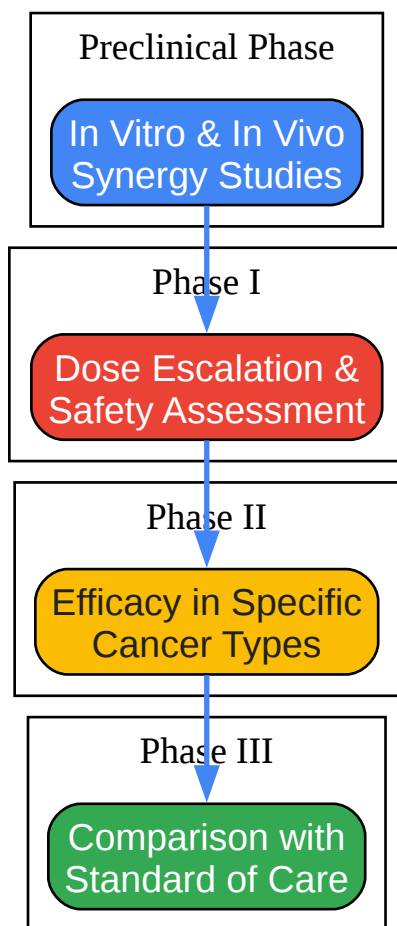 Preclinical Phase
In Vitro & In Vivo
Synergy Studies
Phase I
Dose Escalation &
Safety Assessment
Phase II
Efficacy in Specific
Cancer Types
Phase III
Comparison with
Standard of Care